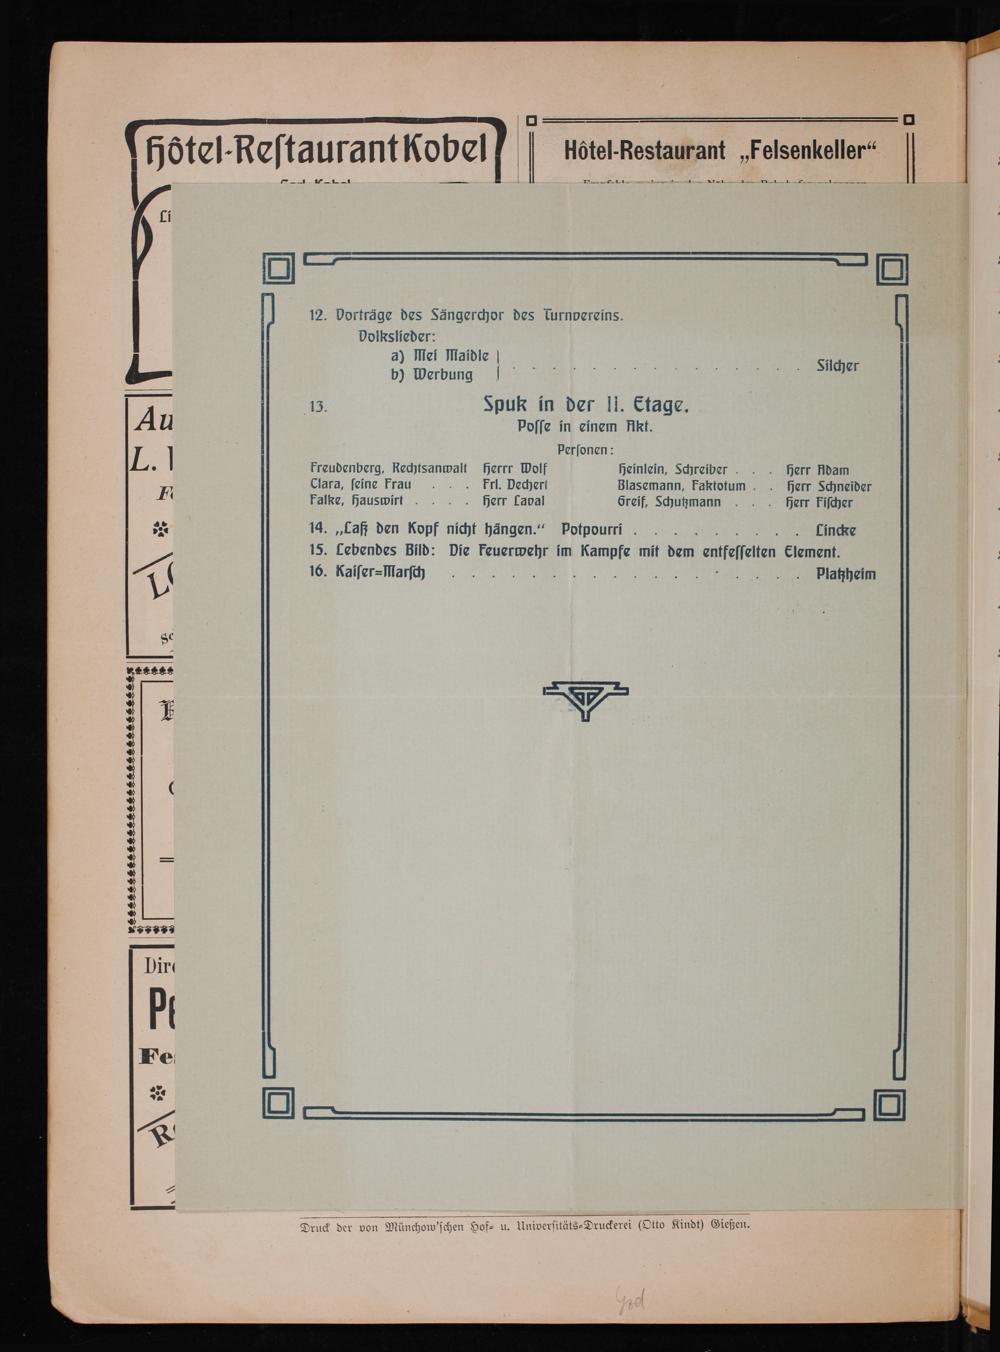 Hôtel-Reſtaurant Kobel
Hôtel-Restaurant „Felsenkeller“
12. Vorträge des Sängerchor des Turnvereins.
Volkslieder:
a) Mei Maidle
b) Werbung . . . . . . . . . . . . . . . Silcher
13. Spuk in der II. Etage.
Poſſe in einem Akt.
Perſonen:
Freudenberg, Rechtsanwalt Herrr Wolf Heinlein, Schreiber . . . Herr Adam
Clara, ſeine Frau . . . Frl. Dechert Blasemann, Faktotum . . Herr Schneider
Falke, Hauswirt . . . . Herr Laval Greif, Schutzmann . . . Herr Fiſcher
14. „Laß den Kopf nicht hängen.“ Potpourri . . . . . . . . . Lincke
15. Lebendes Bild: Die Feuerwehr im Kampfe mit dem entfeſſelten Element.
16. Kaiſer=Marſch . . . . . . . . . . . . . . . . . . Platzheim
Druck der von Münchow'ſchen Hof= u. Univerſitäts=Druckerei (Otto Kindt) Gießen.